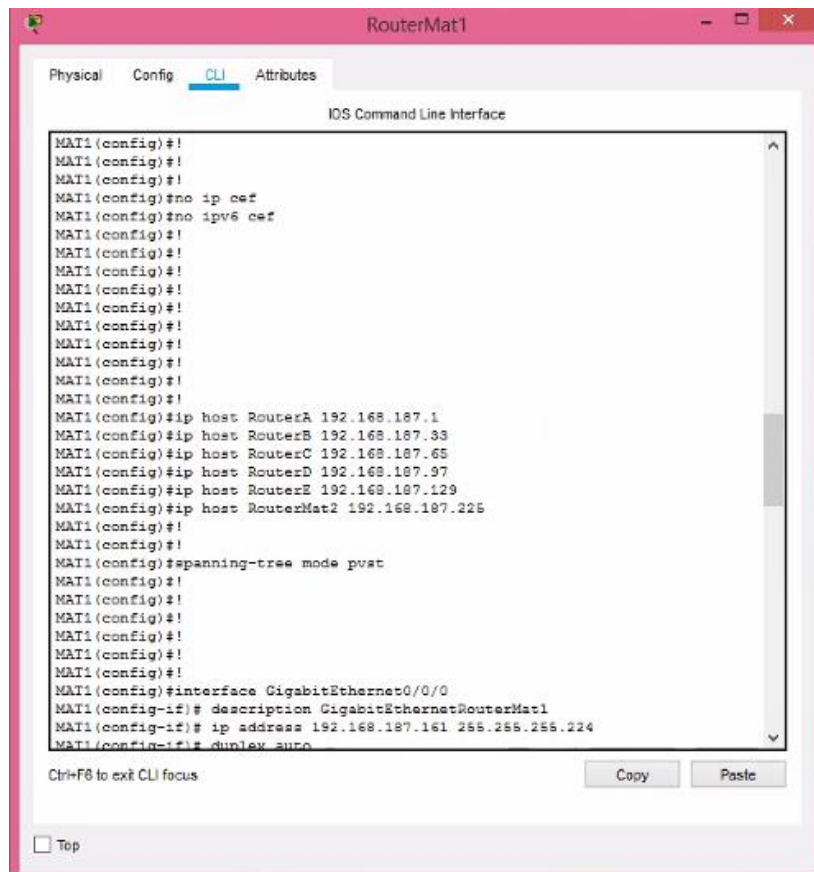 RouterMat1
Physical Config CLI Attributes
IOS Command Line Interface
MAT1(config)#!
MAT1(config)#!
MAT1(config)#!
MAT1(config)#no ip cef
MAT1(config)#no ipv6 cef
MAT1(config)#!
MAT1(config)#!
MAT1(config)#!
MAT1(config)#!
MAT1(config)#!
MAT1(config)#!
MAT1(config)#!
MAT1(config)#!
MAT1(config)#!
MAT1(config)#!
MAT1(config)#ip host RouterA 192.168.187.1
MAT1(config)#ip host RouterB 192.168.187.33
MAT1(config)#ip host RouterC 192.168.187.65
MAT1(config)#ip host RouterD 192.168.187.97
MAT1(config)#ip host RouterE 192.168.187.129
MAT1(config)#ip host RouterMat2 192.168.187.225
MAT1(config)#!
MAT1(config)#!
MAT1(config)#spanning-tree mode pvst
MAT1(config)#!
MAT1(config)#!
MAT1(config)#!
MAT1(config)#!
MAT1(config)#!
MAT1(config)#!
MAT1(config)#interface GigabitEthernet0/0/0
MAT1(config-if)# description GigabitEthernetRouterMat1
MAT1(config-if)# ip address 192.168.187.161 255.255.255.224
MAT1(config-if)# duplex auto
Ctrl+F6 to exit CLI focus
Copy Paste
Top